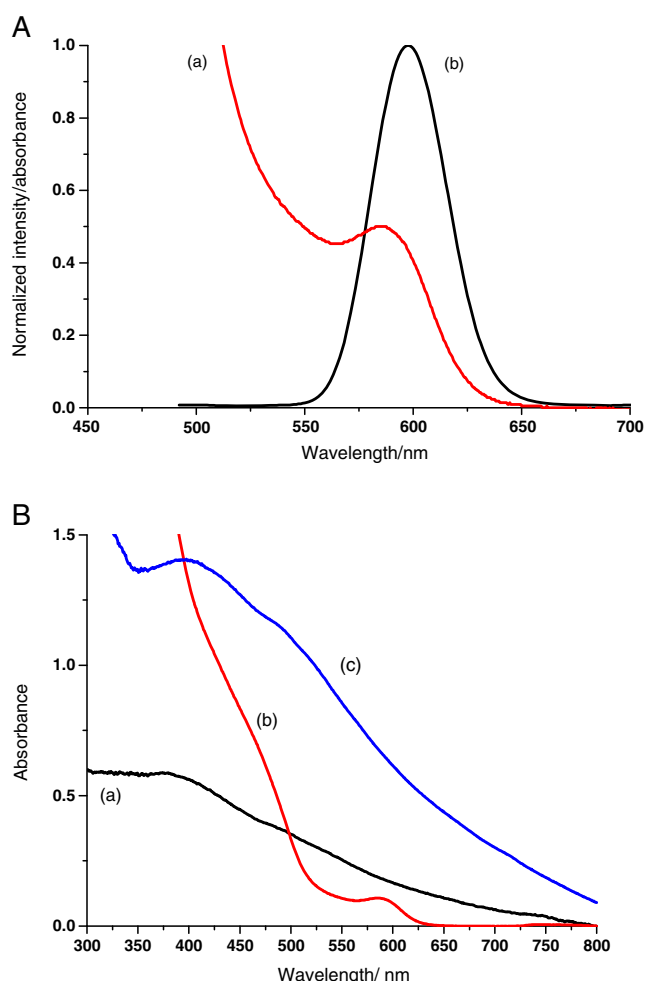 A
Normalized intensity/absorbance
1.0
0.8
0.6
0.4
0.2
0.0
(a)
(b)
450
500
550
600
650
700
Wavelength/nm
B
Absorbance
1.5
1.0
0.5
0.0
(c)
(b)
(a)
300
350
400
450
500
550
600
650
700
750
800
Wavelength/ nm